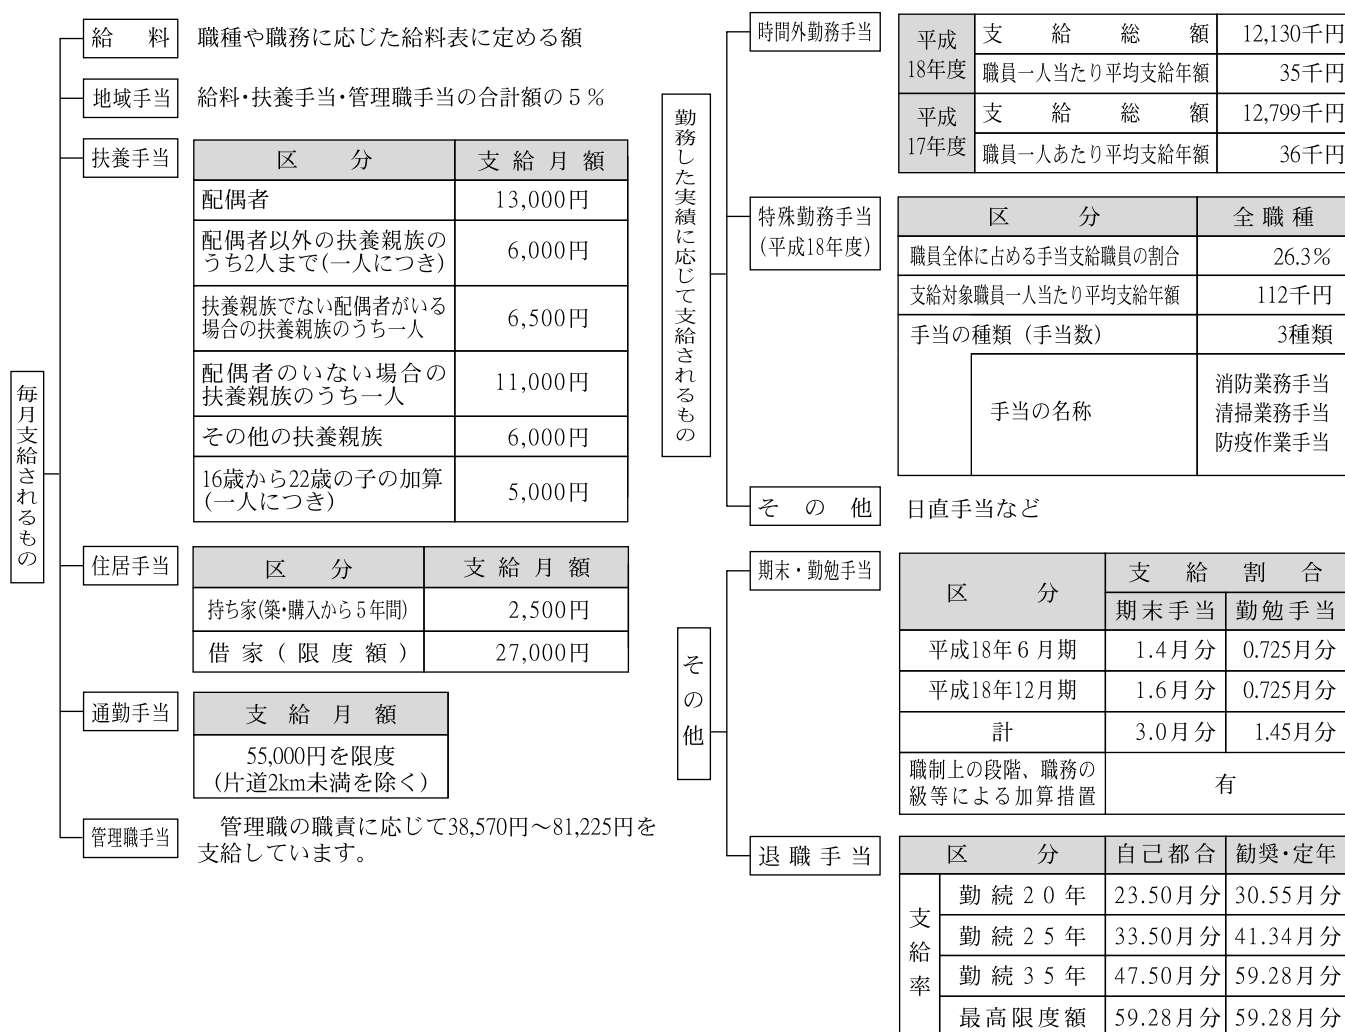 毎月支給されるもの
給料 職種や職務に応じた給料表に定める額
地域手当 給料・扶養手当・管理職手当の合計額の5%
扶養手当
区分 支給月額
配偶者 13,000円
配偶者以外の扶養親族の
うち2人まで(一人につき) 6,000円
扶養親族でない配偶者がいる
場合の扶養親族のうち一人 6,500円
配偶者のいない場合の
扶養親族のうち一人 11,000円
その他の扶養親族 6,000円
16歳から22歳の子の加算
(一人につき) 5,000円
住居手当
区分 支給月額
持ち家(築・購入から5年間) 2,500円
借家(限度額) 27,000円
通勤手当
支給月額
55,000円を限度
(片道2km未満を除く)
管理職手当
管理職の職責に応じて38,570円〜81,225円を
支給しています。
勤務した実績に応じて支給されるもの
時間外勤務手当
平成
18年度
支給総額 12,130千円
職員一人当たり平均支給年額 35千円
平成
17年度
支給総額 12,799千円
職員一人あたり平均支給年額 36千円
特殊勤務手当
(平成18年度)
区分 全職種
職員全体に占める手当支給職員の割合 26.3%
支給対象職員一人当たり平均支給年額 112千円
手当の種類(手当数) 3種類
手当の名称
消防業務手当
清掃業務手当
防疫作業手当
その他 日直手当など
その他
期末・勤勉手当
区分 支給割合
期末手当 勤勉手当
平成18年6月期 1.4月分 0.725月分
平成18年12月期 1.6月分 0.725月分
計 3.0月分 1.45月分
職制上の段階、職務の
級等による加算措置 有
退職手当
区分 自己都合 勧奨・定年
支給率
勤続20年 23.50月分 30.55月分
勤続25年 33.50月分 41.34月分
勤続35年 47.50月分 59.28月分
最高限度額 59.28月分 59.28月分